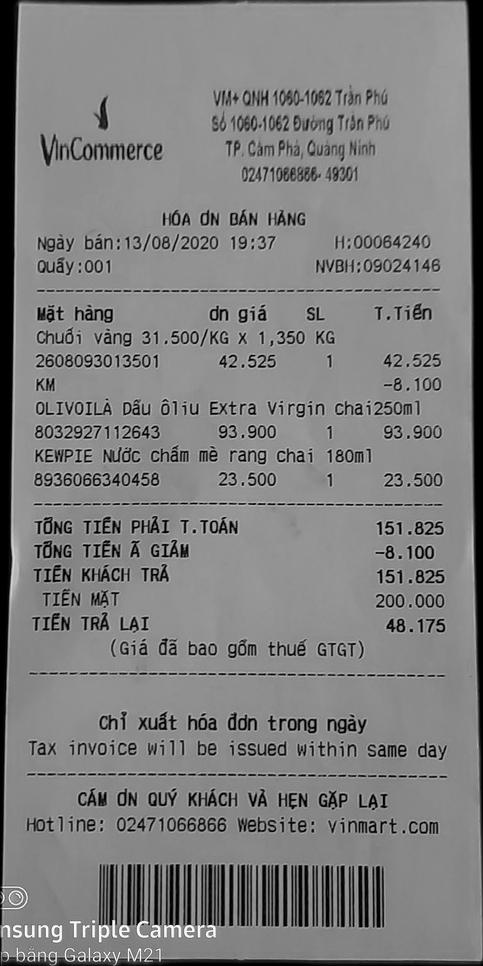 VinCommerce
VM+ QNH 1060-1062 Trần Phú
Số 1060-1062 Đường Trần Phú
TP. Cẩm Phả, Quảng Ninh
02471066866- 49301
HÓA ƠN BÁN HÀNG
Ngày bán:13/08/2020 19:37 H:00064240
Quầy:001 NVBH:09024146
Mặt hàng ơn giá SL T.Tiền
Chuối vàng 31.500/KG x 1,350 KG
2608093013501 42.525 1 42.525
KM -8.100
OLIVOILÀ Dầu Ôliu Extra Virgin chai250ml
8032927112643 93.900 1 93.900
KEWPIE Nước chấm mè rang chai 180ml
8936066340458 23.500 1 23.500
TỔNG TIỀN PHẢI T.TOÁN 151.825
TỔNG TIỀN Ã GIẢM -8.100
TIỀN KHÁCH TRẢ 151.825
TIỀN MẶT 200.000
TIỀN TRẢ LẠI 48.175
(Giá đã bao gồm thuế GTGT)
Chỉ xuất hóa đơn trong ngày
Tax invoice will be issued within same day
CẢM ƠN QUÝ KHÁCH VÀ HẸN GẶP LẠI
Hotline: 02471066866 Website: vinmart.com
nsung Triple Camera
p bằng Galaxy M21